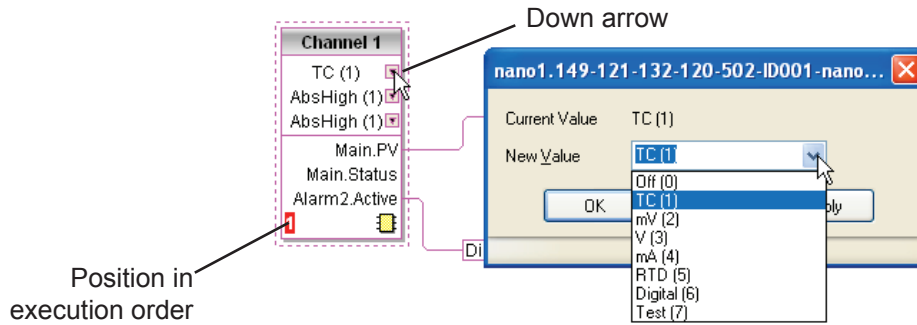 Down arrow
Channel 1
TC (1)
AbsHigh (1)
AbsHigh (1)
Main.PV
Main.Status
Alarm2.Active
1
Di
Position in
execution order
nano1.149-121-132-120-502-ID001-nano...
Current Value TC (1)
New Value TC (1)
Off (0)
TC (1)
mV (2)
V (3)
mA (4)
RTD (5)
Digital (6)
Test (7)
OK
ply